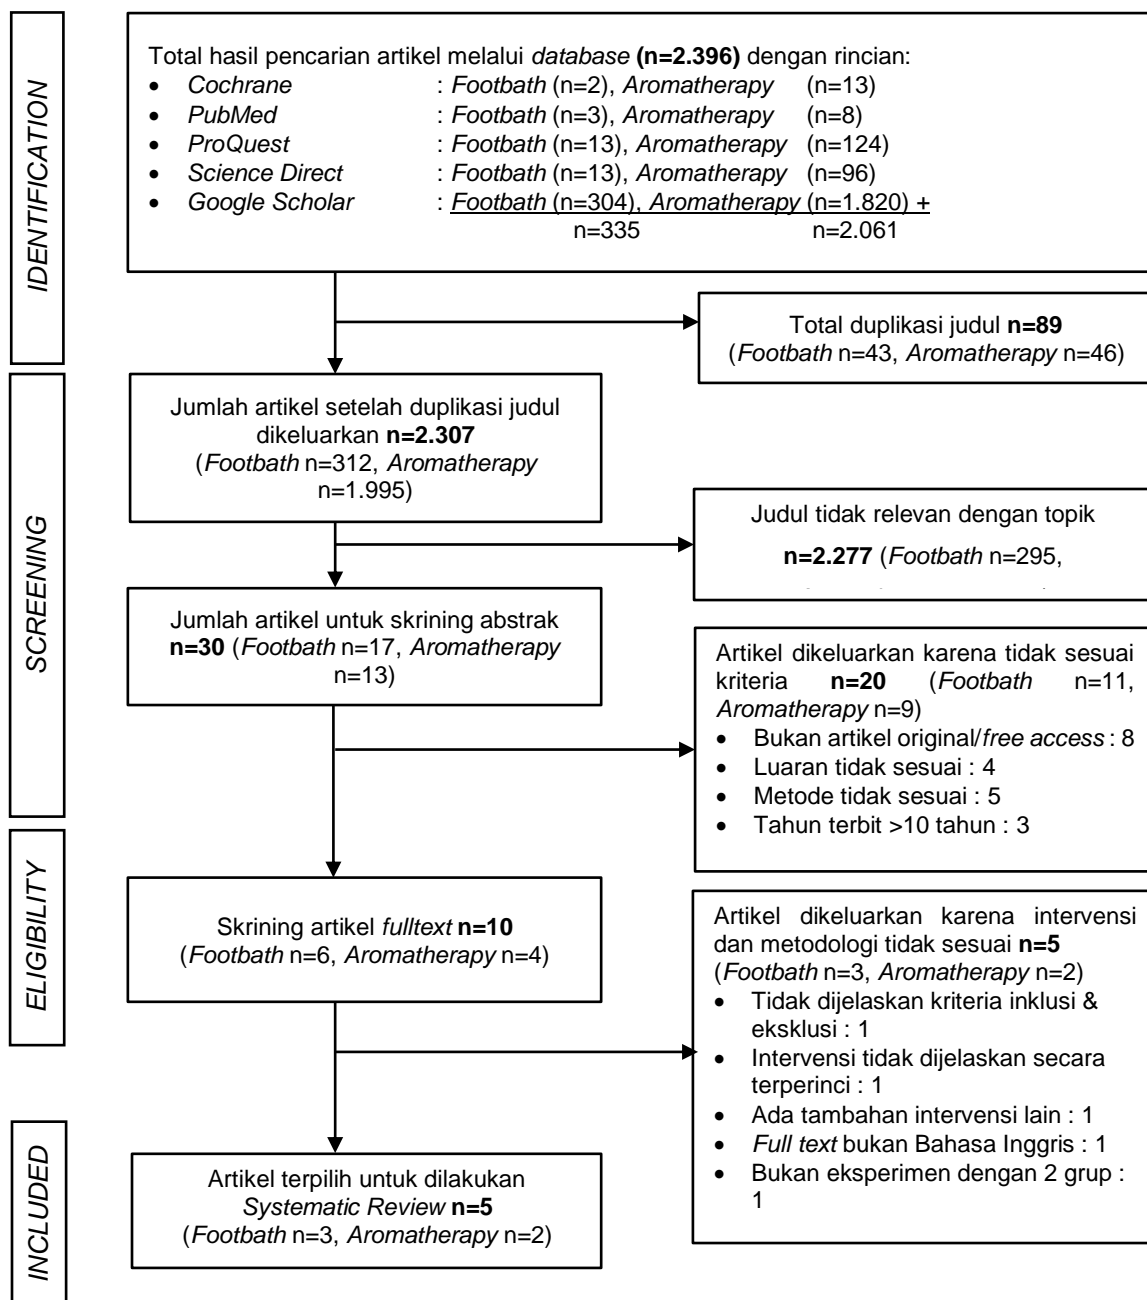 IDENTIFICATION
Total hasil pencarian artikel melalui database (n=2.396) dengan rincian:
• Cochrane : Footbath (n=2), Aromatherapy (n=13)
• PubMed : Footbath (n=3), Aromatherapy (n=8)
• ProQuest : Footbath (n=13), Aromatherapy (n=124)
• Science Direct : Footbath (n=13), Aromatherapy (n=96)
• Google Scholar : Footbath (n=304), Aromatherapy (n=1.820) +
n=335 n=2.061
Total duplikasi judul n=89
(Footbath n=43, Aromatherapy n=46)
SCREENING
Jumlah artikel setelah duplikasi judul
dikeluarkan n=2.307
(Footbath n=312, Aromatherapy
n=1.995)
Judul tidak relevan dengan topik
n=2.277 (Footbath n=295,
Jumlah artikel untuk skrining abstrak
n=30 (Footbath n=17, Aromatherapy
n=13)
Artikel dikeluarkan karena tidak sesuai
kriteria n=20 (Footbath n=11,
Aromatherapy n=9)
• Bukan artikel original/free access : 8
• Luaran tidak sesuai : 4
• Metode tidak sesuai : 5
• Tahun terbit >10 tahun : 3
ELIGIBILITY
Skrining artikel fulltext n=10
(Footbath n=6, Aromatherapy n=4)
Artikel dikeluarkan karena intervensi
dan metodologi tidak sesuai n=5
(Footbath n=3, Aromatherapy n=2)
• Tidak dijelaskan kriteria inklusi &
eksklusi : 1
• Intervensi tidak dijelaskan secara
terperinci : 1
• Ada tambahan intervensi lain : 1
• Full text bukan Bahasa Inggris : 1
• Bukan eksperimen dengan 2 grup :
1
INCLUDED
Artikel terpilih untuk dilakukan
Systematic Review n=5
(Footbath n=3, Aromatherapy n=2)